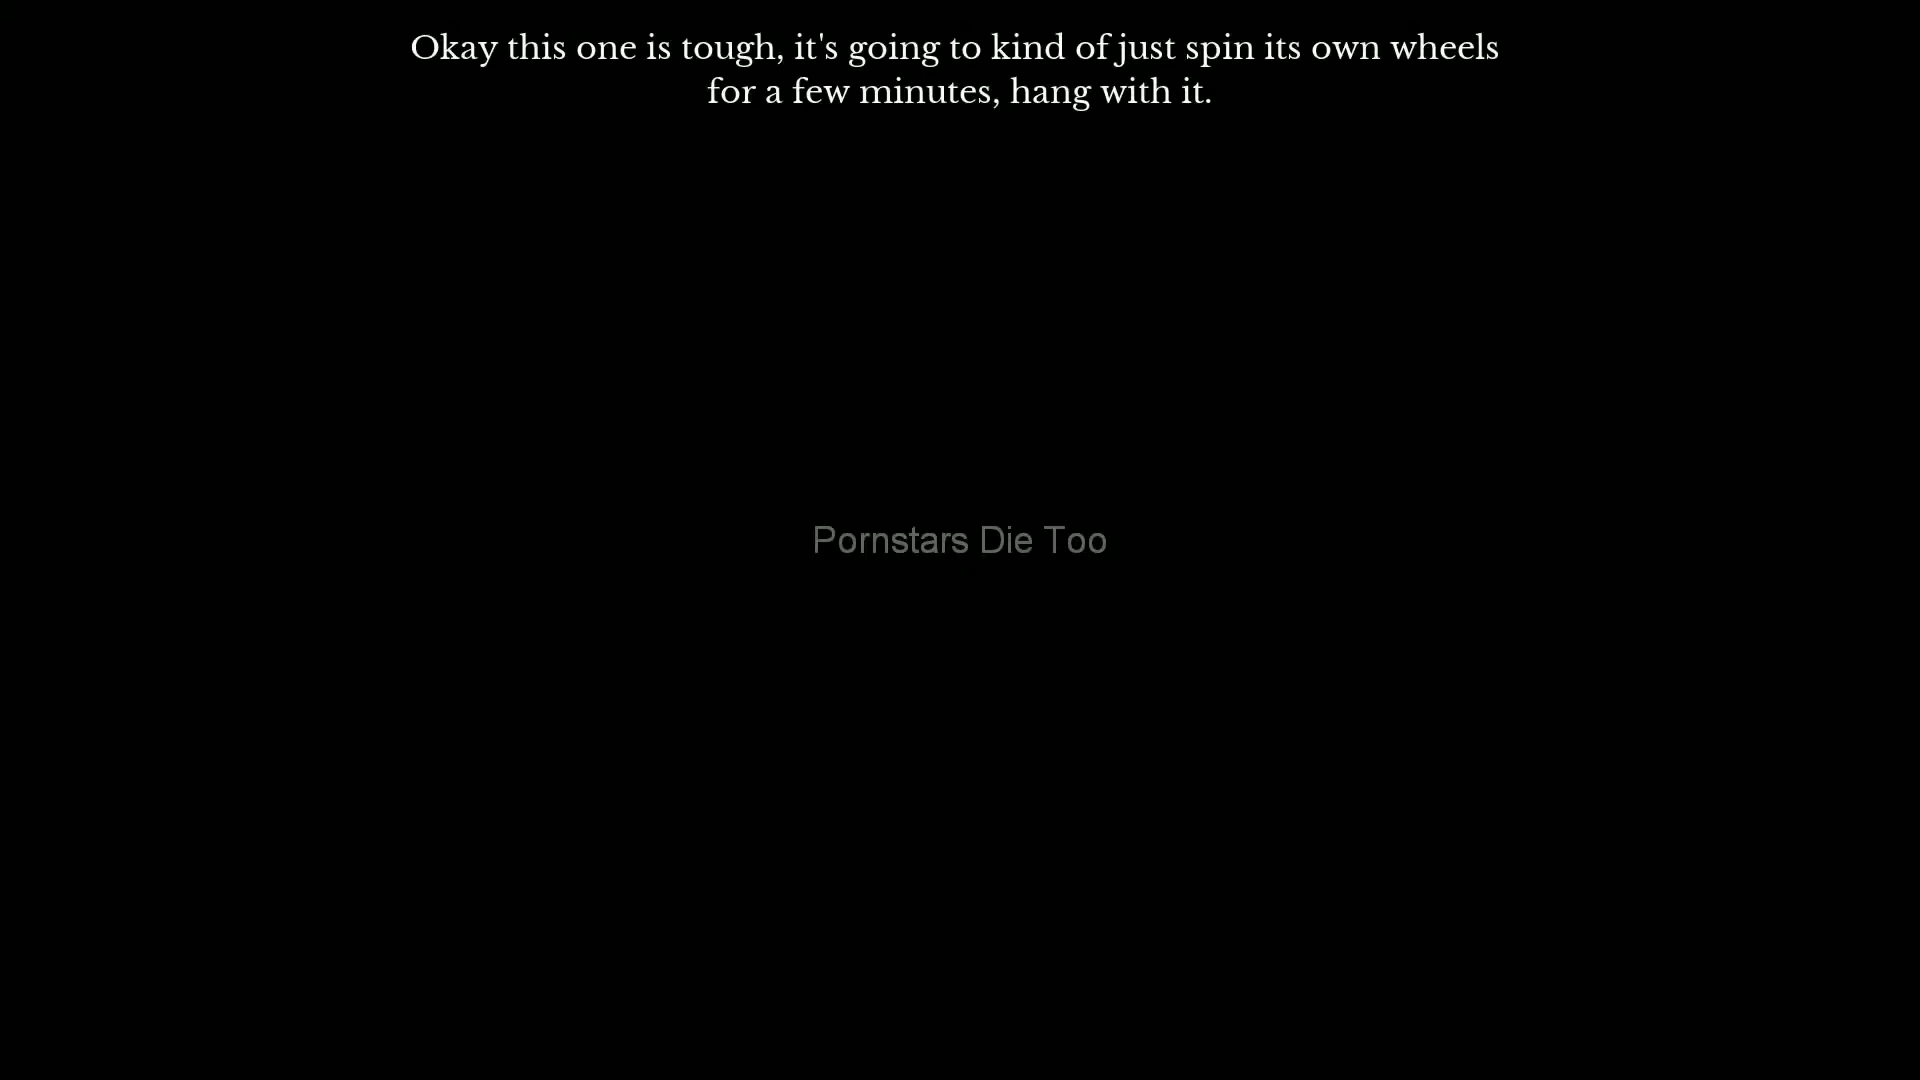 Okay this one is tough, it's going to kind of just spin its own wheels
for a few minutes, hang with it.
Pornstars Die Too